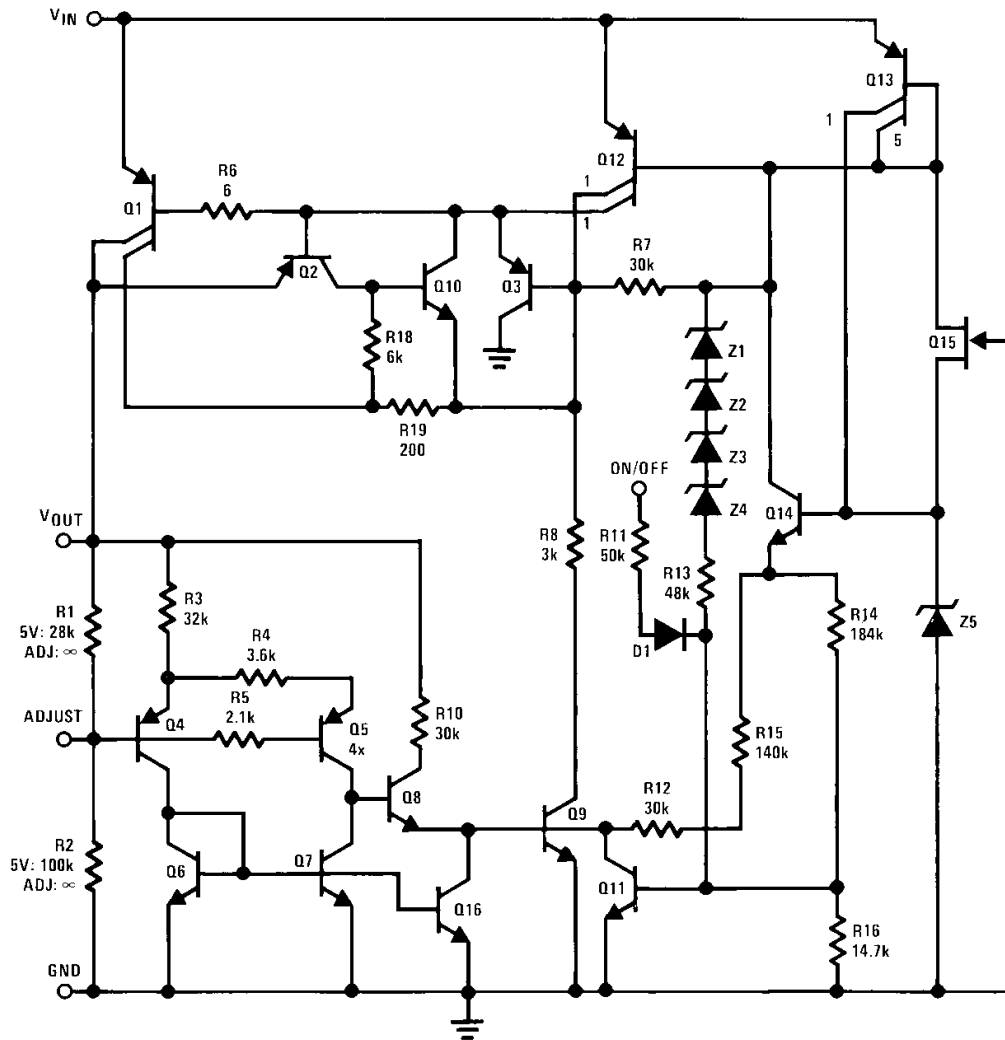 VIN
Q13
1
5
Q12
1
1
R6
6
Q1
Q2
Q10
Q3
R7
30k
R18
6k
R19
200
Z1
Z2
Z3
Z4
Q15
ON/OFF
R11
50k
Q14
R8
3k
R13
48k
D1
R14
184k
Z5
VOUT
R1
5V: 28k
ADJ: ∞
R3
32k
R4
3.6k
R5
2.1k
ADJUST
Q4
Q5
4x
R10
30k
R15
140k
Q8
R12
30k
Q9
R2
5V: 100k
ADJ: ∞
Q6
Q7
Q16
Q11
R16
14.7k
GND